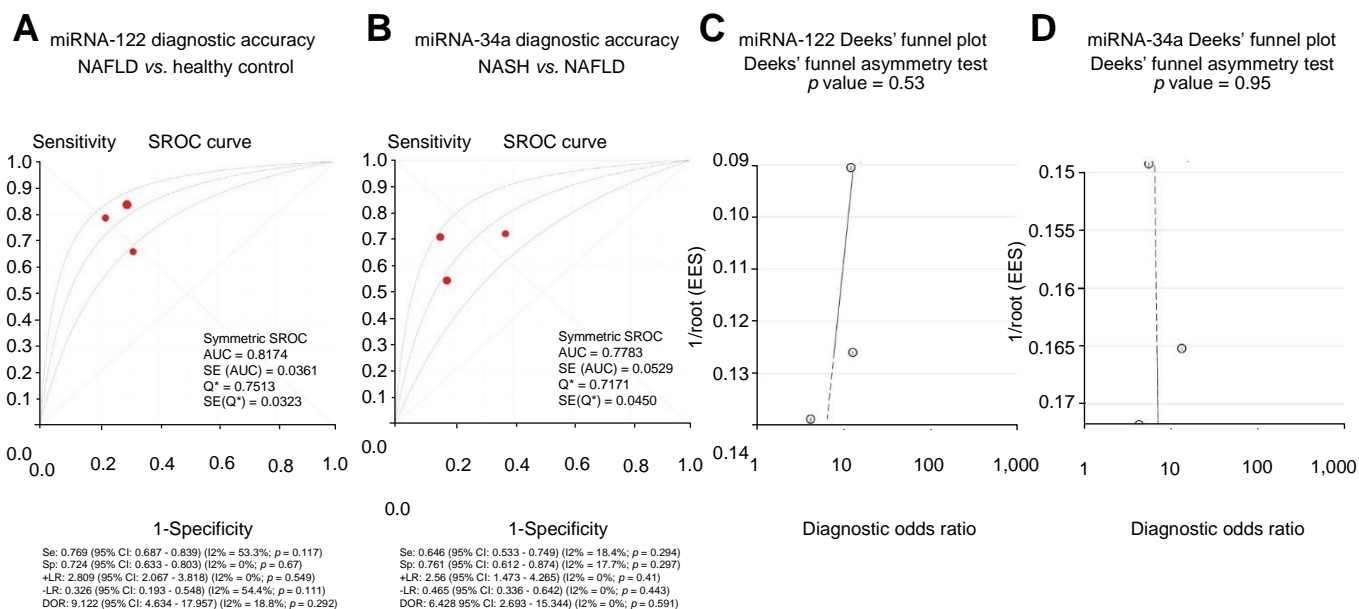 A
miRNA-122 diagnostic accuracy
NAFLD vs. healthy control
Sensitivity SROC curve
1.0
0.9
0.8
0.7
0.6
0.5
0.4
0.3
0.2
0.1
0.0
Symmetric SROC
AUC = 0.8174
SE (AUC) = 0.0361
Q* = 0.7513
SE(Q*) = 0.0323
0.0 0.2 0.4 0.6 0.8 1.0
1-Specificity
Se: 0.769 (95% CI: 0.687 - 0.839) (I2% = 53.3%; p = 0.117)
Sp: 0.724 (95% CI: 0.633 - 0.803) (I2% = 0%; p = 0.67)
+LR: 2.809 (95% CI: 2.067 - 3.818) (I2% = 0%; p = 0.549)
-LR: 0.326 (95% CI: 0.193 - 0.548) (I2% = 54.4%; p = 0.111)
DOR: 9.122 (95% CI: 4.634 - 17.957) (I2% = 18.8%; p = 0.292)
B
miRNA-34a diagnostic accuracy
NASH vs. NAFLD
Sensitivity SROC curve
1.0
0.9
0.8
0.7
0.6
0.5
0.4
0.3
0.2
0.1
0.0
Symmetric SROC
AUC = 0.7783
SE (AUC) = 0.0529
Q* = 0.7171
SE(Q*) = 0.0450
0.2 0.4 0.6 0.8 1.0
0.0
1-Specificity
Se: 0.646 (95% CI: 0.533 - 0.749) (I2% = 18.4%; p = 0.294)
Sp: 0.761 (95% CI: 0.612 - 0.874) (I2% = 17.7%; p = 0.297)
+LR: 2.56 (95% CI: 1.473 - 4.265) (I2% = 0%; p = 0.41)
-LR: 0.465 (95% CI: 0.336 - 0.642) (I2% = 0%; p = 0.443)
DOR: 6.428 95% CI: 2.693 - 15.344) (I2% = 0%; p = 0.591)
C
miRNA-122 Deeks' funnel plot
Deeks' funnel asymmetry test
p value = 0.53
1/root (EES)
0.09
0.10
0.11
0.12
0.13
0.14
1 10 100 1,000
Diagnostic odds ratio
D
miRNA-34a Deeks' funnel plot
Deeks' funnel asymmetry test
p value = 0.95
1/root (EES)
0.15
0.155
0.16
0.165
0.17
1 10 100 1,000
Diagnostic odds ratio